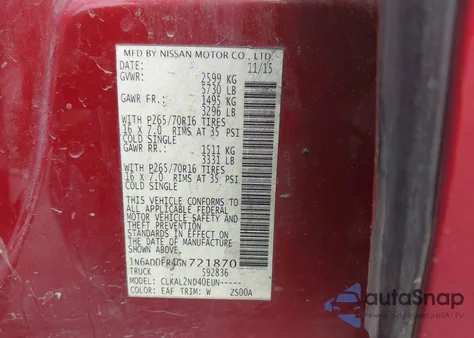 MFD BY NISSAN MOTOR CO., LTD.
DATE: 11/15
GVWR: 2599 KG
5730 LB
GAWR FR.: 1495 KG
3296 LB
WITH P265/70R16 TIRES
16 X 7.0 RIMS AT 35 PSI
COLD SINGLE
GAWR RR.: 1511 KG
3331 LB
WITH P265/70R16 TIRES
16 X 7.0 RIMS AT 35 PSI
COLD SINGLE
THIS VEHICLE CONFORMS
TO ALL APPLICABLE FEDERAL
MOTOR VEHICLE SAFETY AND
THEFT PREVENTION
STANDARDS IN EFFECT ON THE
DATE OF MANUFACTURE SHOWN
ABOVE.
1N6AD0FR4GN721870
TRUCK 592836
MODEL: CLKAL2ND40EUN-----
COLOR: EAF TRIM: W ZS00A
autoSnap